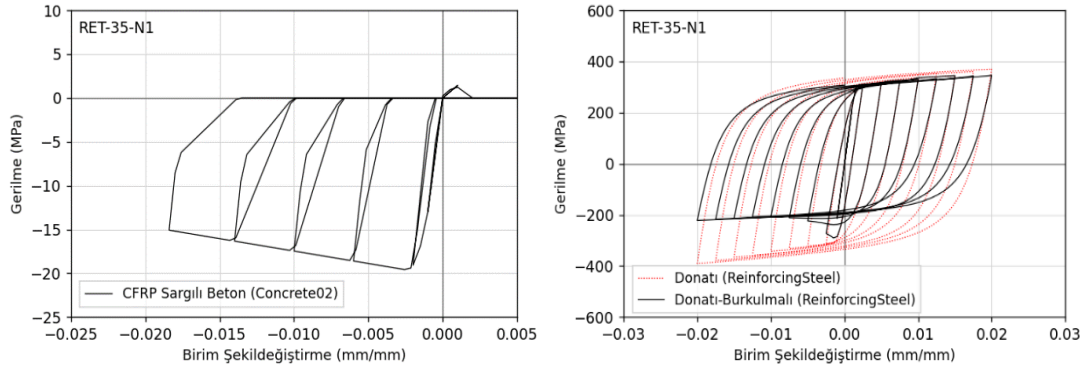 RET-35-N1
10
5
0
−5
−10
−15
−20
−25
Gerilme (MPa)
CFRP Sargılı Beton (Concrete02)
−0.025 −0.020 −0.015 −0.010 −0.005 0.000 0.005
Birim Şekildeğiştirme (mm/mm)
RET-35-N1
600
400
200
0
−200
−400
−600
Gerilme (MPa)
Donatı (ReinforcingSteel)
Donatı-Burkulmalı (ReinforcingSteel)
−0.03 −0.02 −0.01 0.00 0.01 0.02 0.03
Birim Şekildeğiştirme (mm/mm)